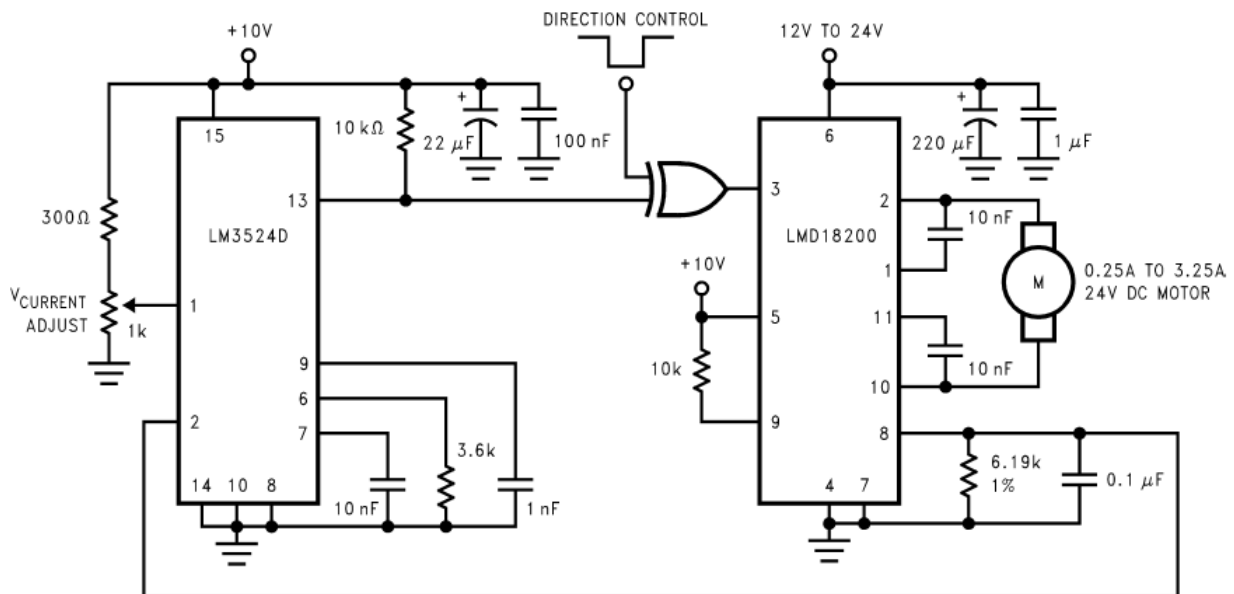 DIRECTION CONTROL
+10V
12V TO 24V
+
+
15
10kΩ
22 µF
100 nF
6
220 µF
1 µF
13
3
2
10 nF
300Ω
LM3524D
LMD18200
+10V
1
M
0.25A TO 3.25A
24V DC MOTOR
VCURRENT
ADJUST
1k
1
5
11
9
10k
10 nF
6
10
2
7
3.6k
9
8
6.19k
1%
0.1 µF
14
10
8
10 nF
1 nF
4
7